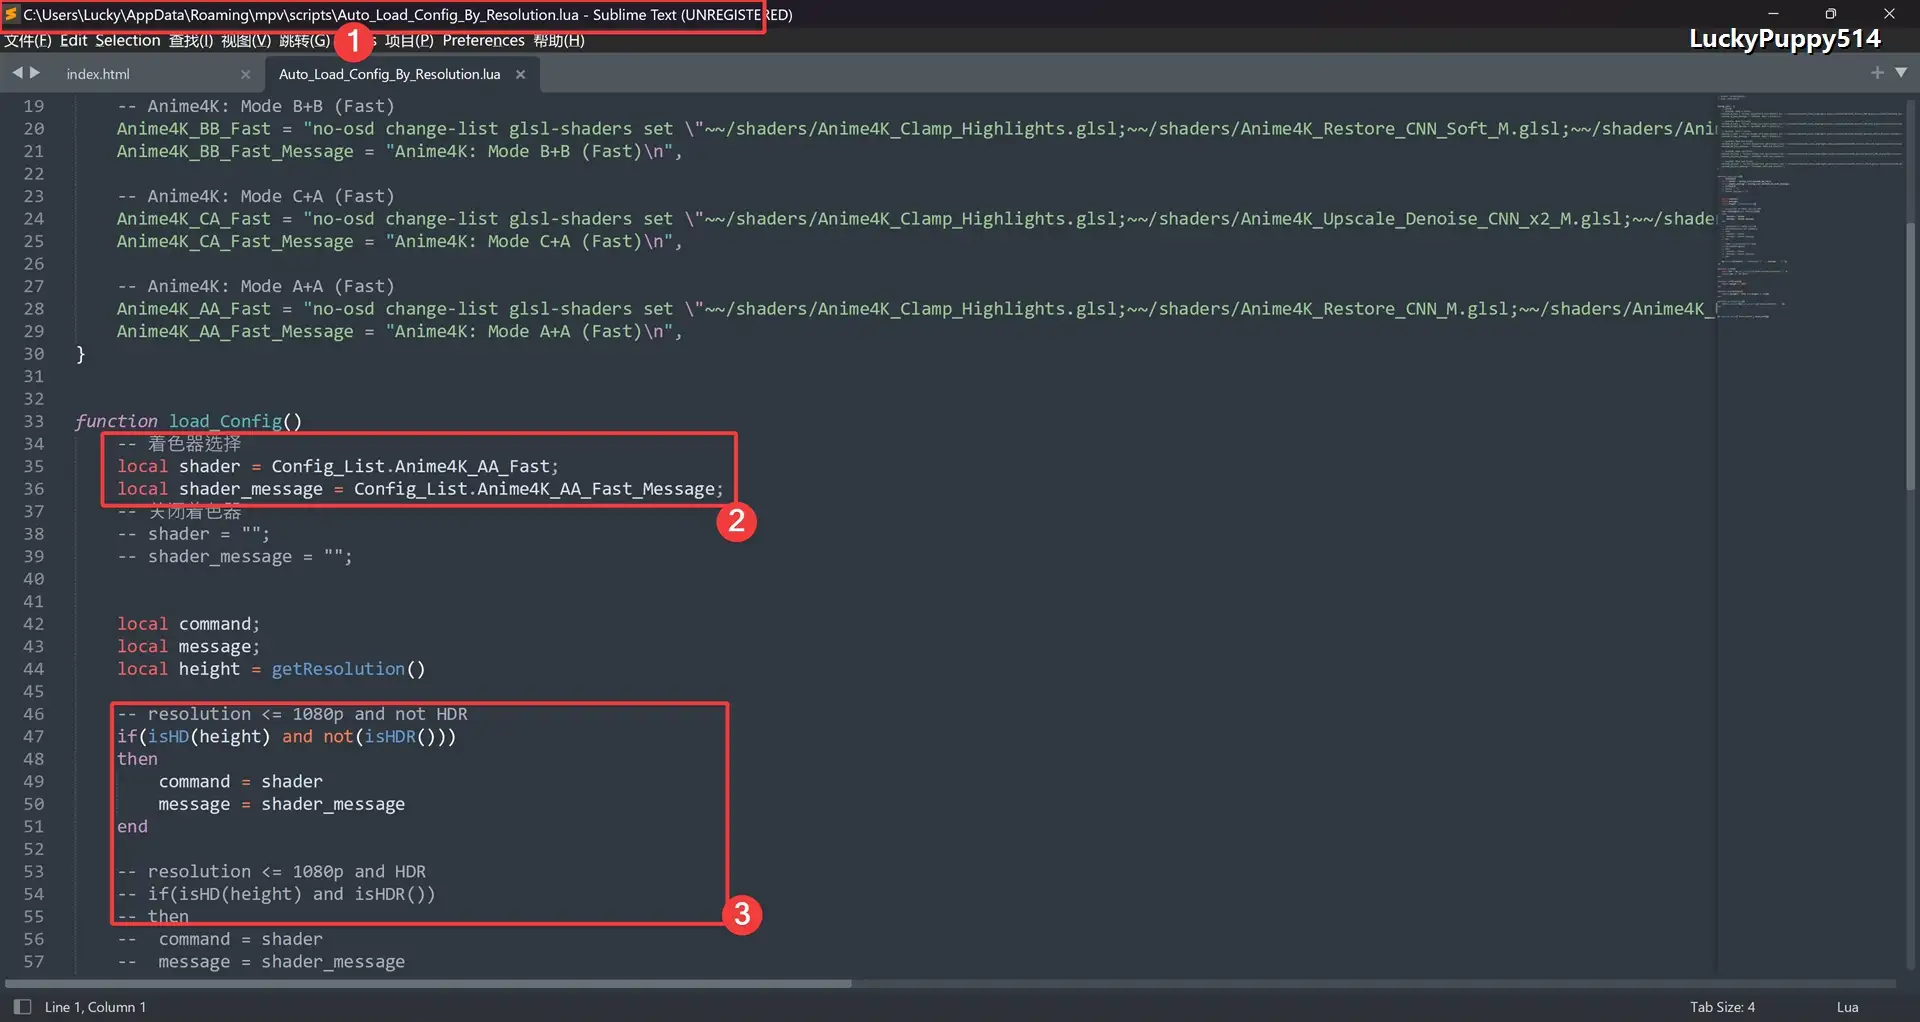 C:\Users\Lucky\AppData\Roaming\mpv\scripts\Auto_Load_Config_By_Resolution.lua - Sublime Text (UNREGISTERED)
文件(F) Edit Selection 查找(I) 视图(V) 跳转(G) 项目(P) Preferences 帮助(H)
1
LuckyPuppy514
index.html
Auto_Load_Config_By_Resolution.lua
19 -- Anime4K: Mode B+B (Fast)
20 Anime4K_BB_Fast = "no-osd change-list glsl-shaders set \"~~/shaders/Anime4K_Clamp_Highlights.glsl;~~/shaders/Anime4K_Restore_CNN_Soft_M.glsl;~~/shaders/Ani
21 Anime4K_BB_Fast_Message = "Anime4K: Mode B+B (Fast)\n",
22
23 -- Anime4K: Mode C+A (Fast)
24 Anime4K_CA_Fast = "no-osd change-list glsl-shaders set \"~~/shaders/Anime4K_Clamp_Highlights.glsl;~~/shaders/Anime4K_Upscale_Denoise_CNN_x2_M.glsl;~~/shade
25 Anime4K_CA_Fast_Message = "Anime4K: Mode C+A (Fast)\n",
26
27 -- Anime4K: Mode A+A (Fast)
28 Anime4K_AA_Fast = "no-osd change-list glsl-shaders set \"~~/shaders/Anime4K_Clamp_Highlights.glsl;~~/shaders/Anime4K_Restore_CNN_M.glsl;~~/shaders/Anime4K_
29 Anime4K_AA_Fast_Message = "Anime4K: Mode A+A (Fast)\n",
30 }
31
32
33 function load_Config()
34 -- 着色器选择
35 local shader = Config_List.Anime4K_AA_Fast;
36 local shader_message = Config_List.Anime4K_AA_Fast_Message;
37 -- 关闭着色器
2
38 -- shader = "";
39 -- shader_message = "";
40
41
42 local command;
43 local message;
44 local height = getResolution()
45
46 -- resolution <= 1080p and not HDR
47 if(isHD(height) and not(isHDR()))
48 then
49 command = shader
50 message = shader_message
51 end
52
53 -- resolution <= 1080p and HDR
54 -- if(isHD(height) and isHDR())
55 -- then
3
56 -- command = shader
57 -- message = shader_message
Line 1, Column 1
Tab Size: 4
Lua